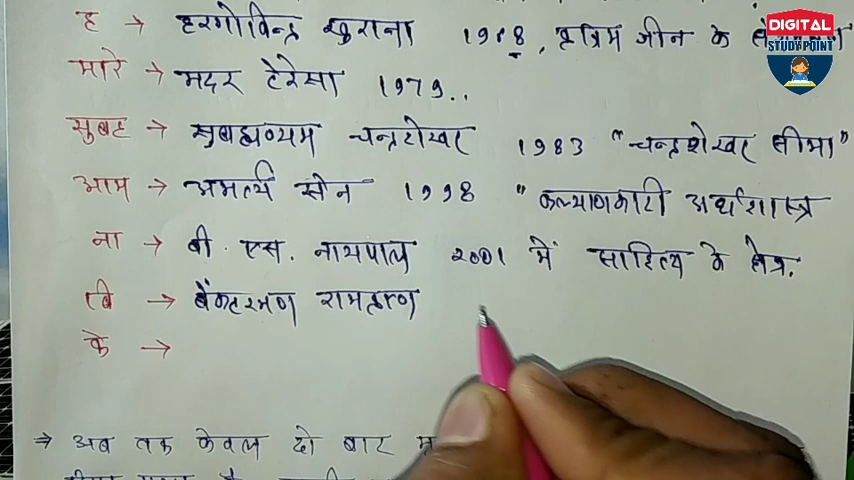 ह → हरगोविन्द खुराना 1968, कृत्रिम जीन के
DIGITAL
STUDY POINT
मारे → मदर टेरेसा 1979..
सुबह → सुब्रह्मण्यम चन्द्रशेखर 1983 "चन्द्रशेखर सीमा"
आम → अमर्त्य सेन 1998 "कल्याणकारी अर्थशास्त्र
ना → बी. एस. नायपाल 2001 में साहित्य के क्षेत्र.
वि → वेंकटरमण रामकृष्ण
के →
⇒ अब तक केवल दो बार